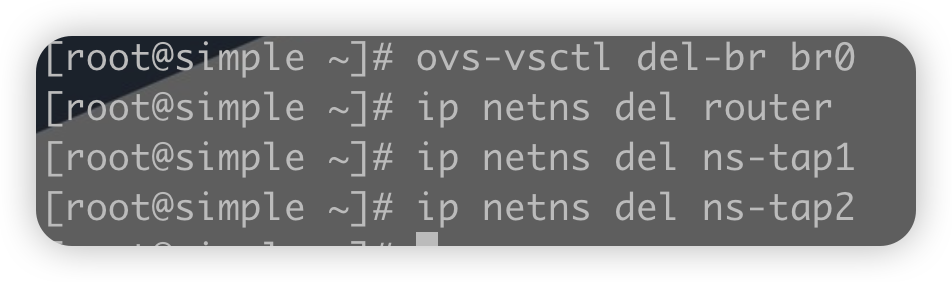 [root@simple ~]# ovs-vsctl del-br br0
[root@simple ~]# ip netns del router
[root@simple ~]# ip netns del ns-tap1
[root@simple ~]# ip netns del ns-tap2